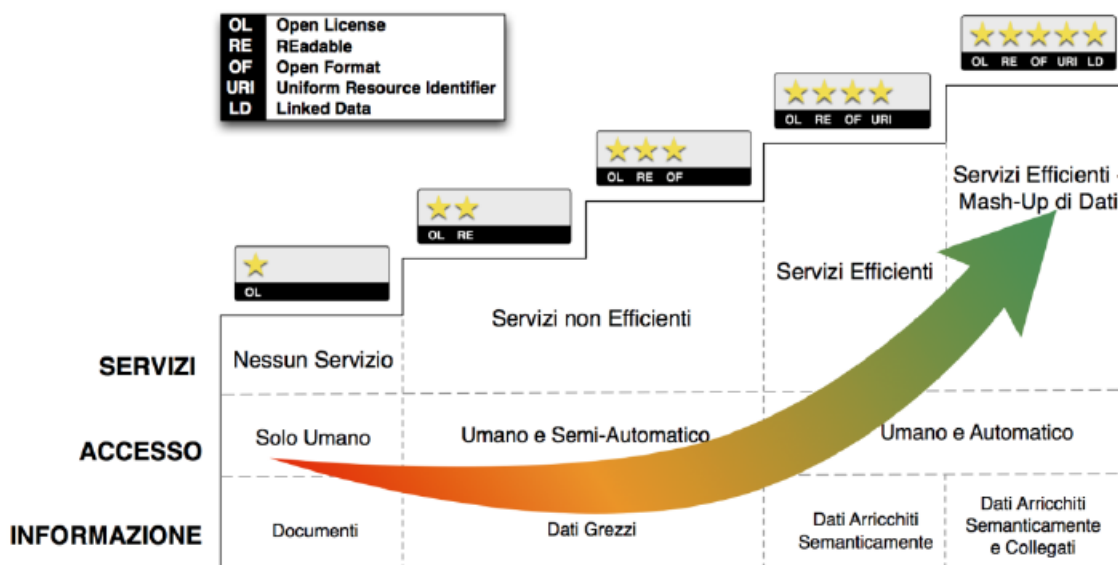 OL Open License
RE REadable
OF Open Format
URI Uniform Resource Identifier
LD Linked Data
OL RE OF URI LD
OL RE OF URI
OL RE OF
OL RE
OL
Servizi Efficienti -
Mash-Up di Dati
Servizi Efficienti
Servizi non Efficienti
SERVIZI
Nessun Servizio
ACCESSO
Solo Umano
Umano e Semi-Automatico
Umano e Automatico
INFORMAZIONE
Documenti
Dati Grezzi
Dati Arricchiti
Semanticamente
Dati Arricchiti
Semanticamente
e Collegati